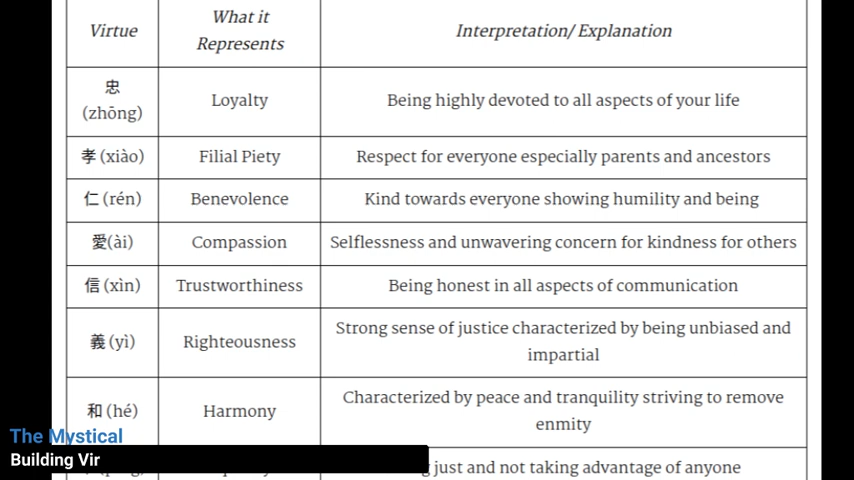 Virtue
What it
Represents
Interpretation/ Explanation
忠
(zhōng)
Loyalty
Being highly devoted to all aspects of your life
孝 (xiào)
Filial Piety
Respect for everyone especially parents and ancestors
仁 (rén)
Benevolence
Kind towards everyone showing humility and being
愛(ài)
Compassion
Selflessness and unwavering concern for kindness for others
信 (xìn)
Trustworthiness
Being honest in all aspects of communication
義 (yì)
Righteousness
Strong sense of justice characterized by being unbiased and
impartial
和 (hé)
Harmony
Characterized by peace and tranquility striving to remove
enmity
just and not taking advantage of anyone
The Mystical
Building Vir